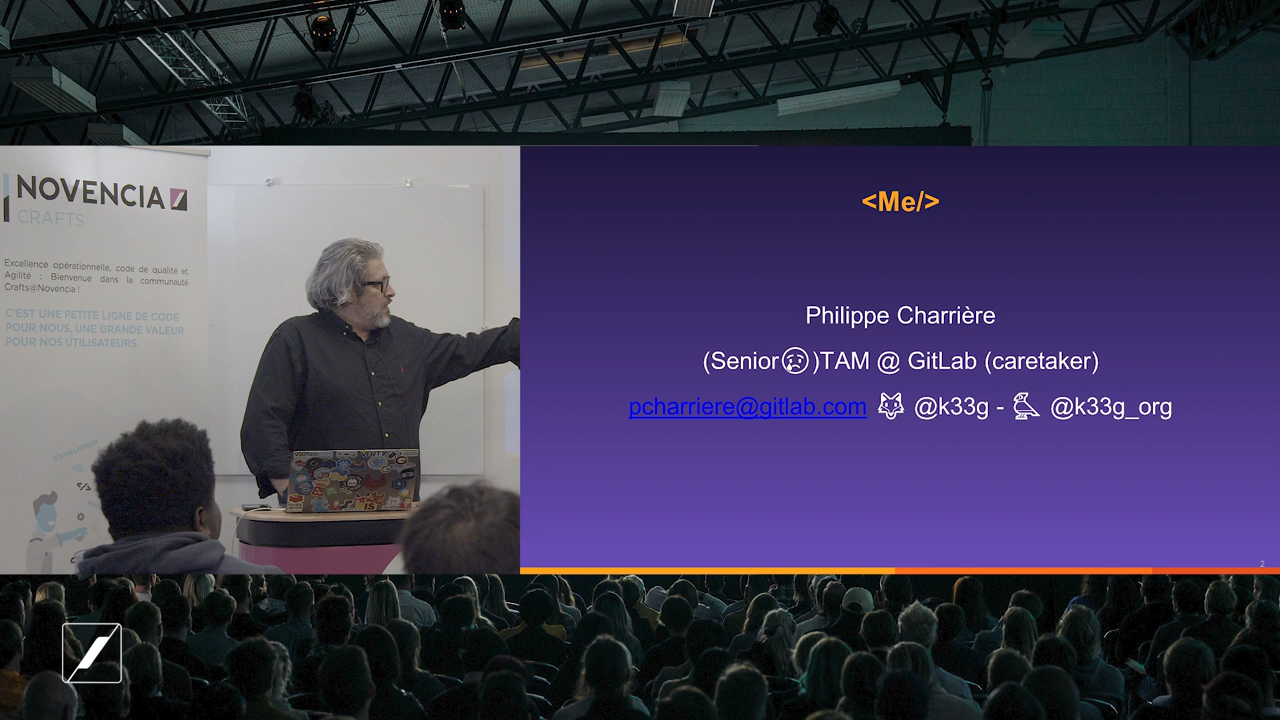 NOVENCIA
CRAFTS
Excellence opérationnelle, code de qualité et
Agilité : Bienvenue dans la communauté
Crafts@Novencia !
C'EST UNE PETITE LIGNE DE CODE
POUR NOUS, UNE GRANDE VALEUR
POUR NOS UTILISATEURS.
AMÉLIORER
</>
<Me/>
Philippe Charrière
(Senior😢)TAM @ GitLab (caretaker)
pcharriere@gitlab.com 🦊 @k33g - 🐦 @k33g_org
2